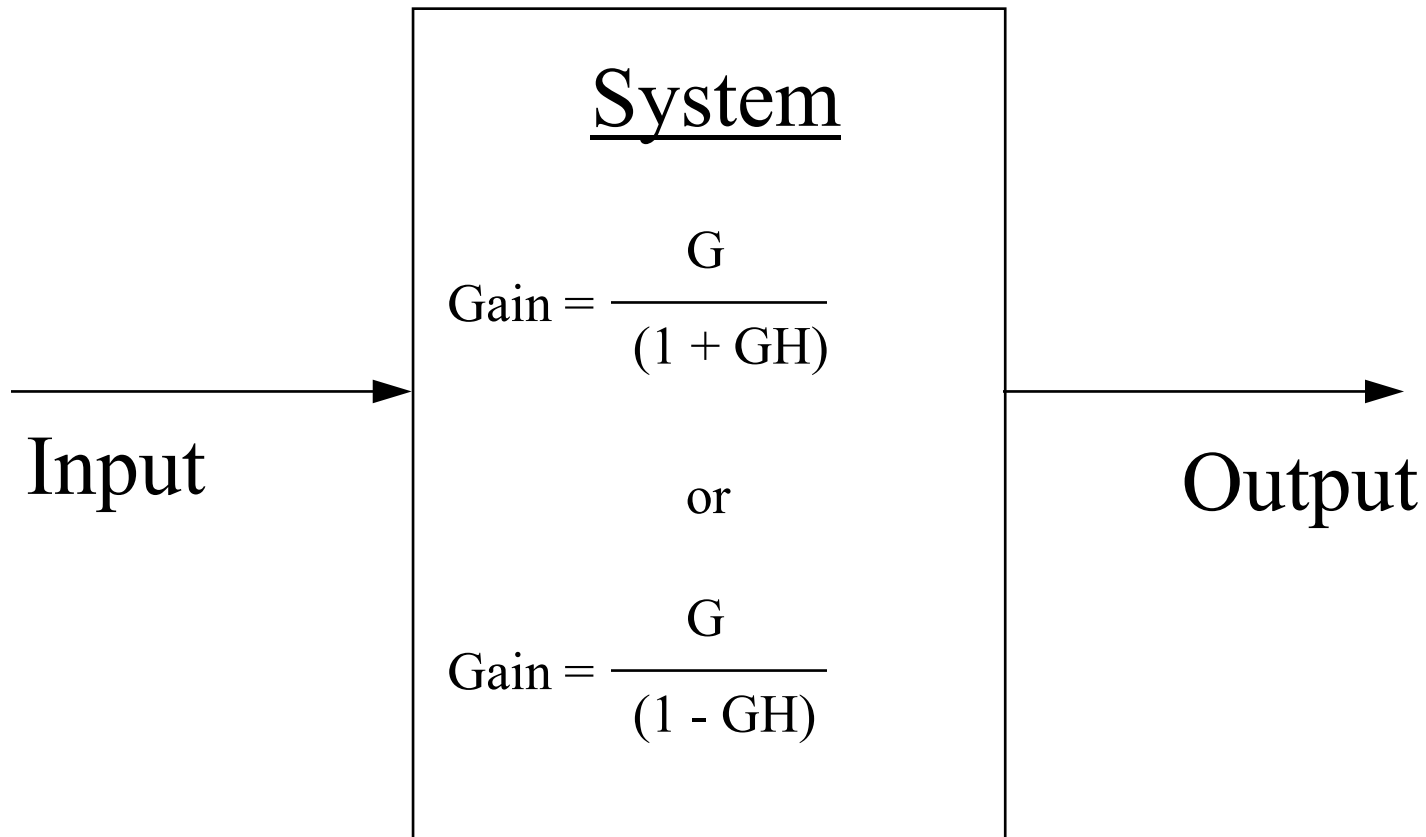 System
G
Gain =
(1 + GH)
Input
or
Output
G
Gain =
(1 - GH)